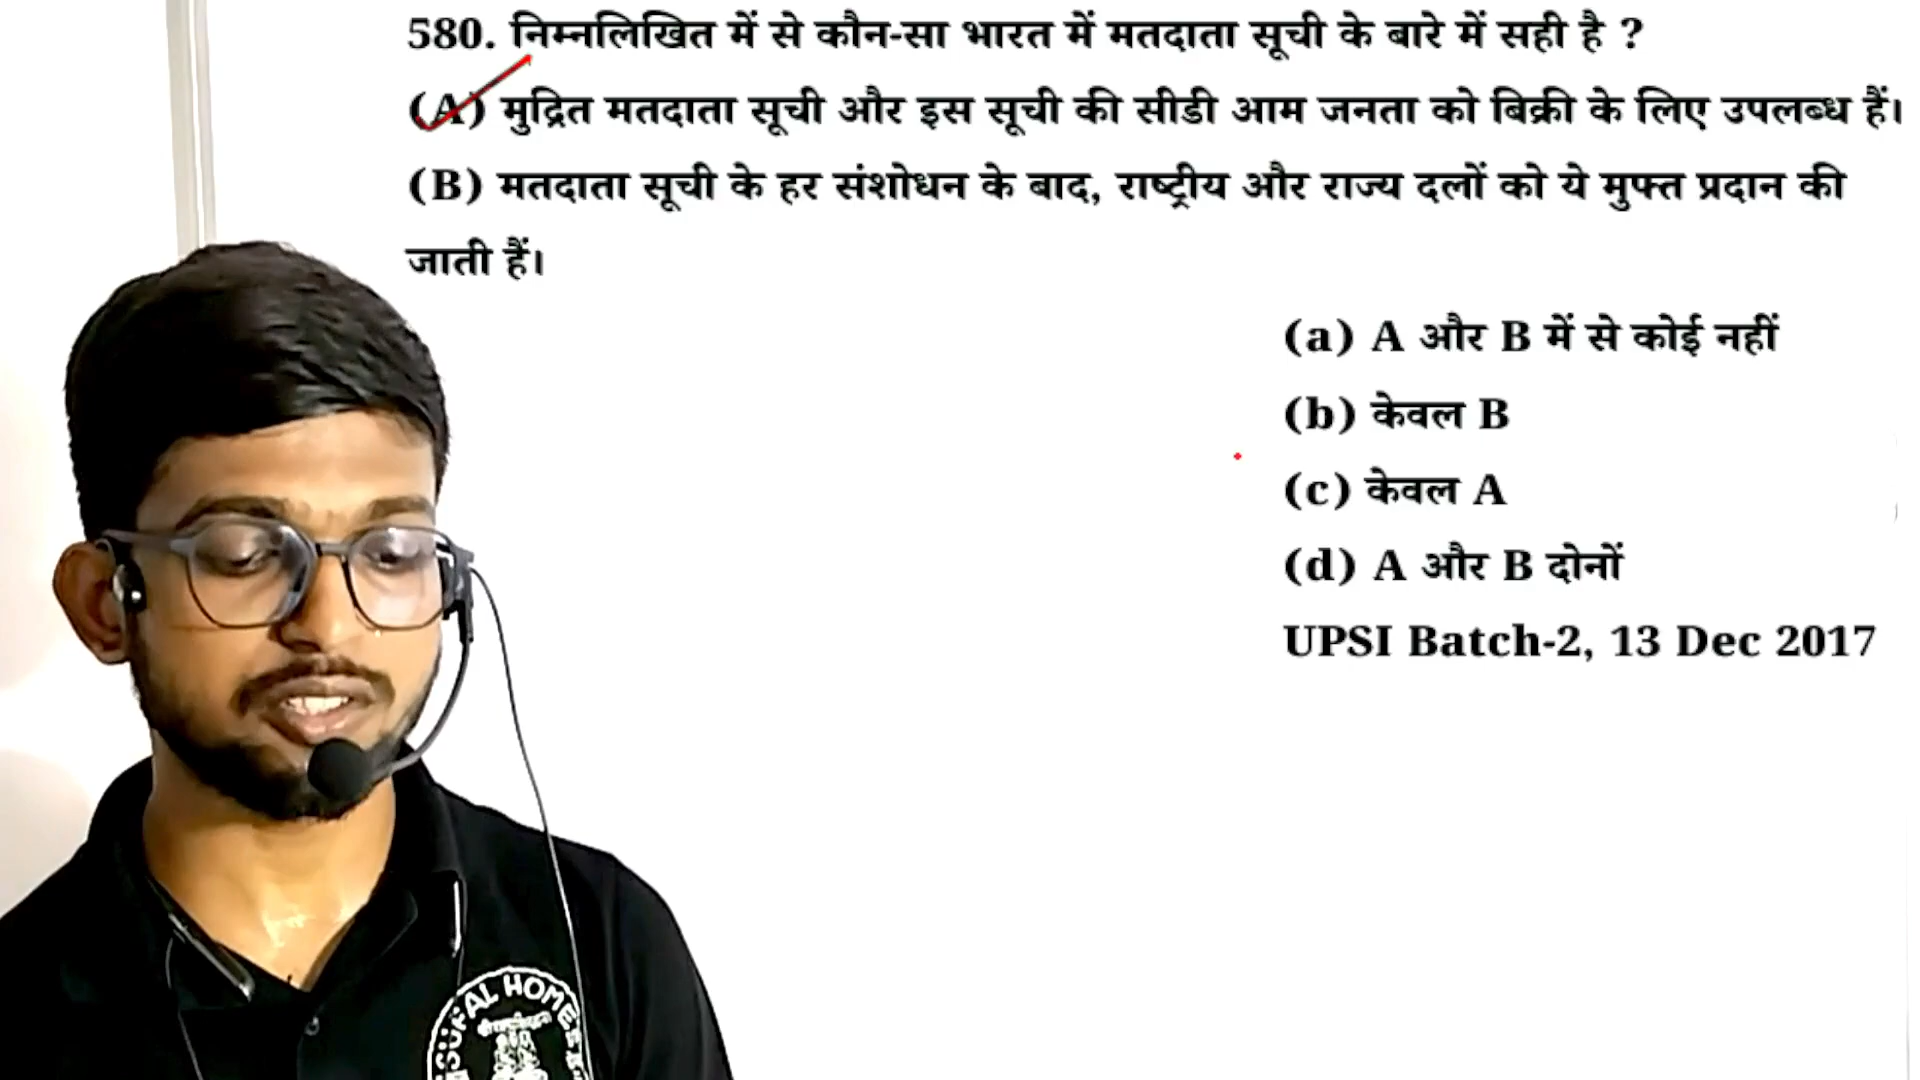 580. निम्नलिखित में से कौन-सा भारत में मतदाता सूची के बारे में सही है ?
(A) मुद्रित मतदाता सूची और इस सूची की सीडी आम जनता को बिक्री के लिए उपलब्ध हैं।
(B) मतदाता सूची के हर संशोधन के बाद, राष्ट्रीय और राज्य दलों को ये मुफ्त प्रदान की
जाती हैं।
(a) A और B में से कोई नहीं
(b) केवल B
(c) केवल A
(d) A और B दोनों
UPSI Batch-2, 13 Dec 2017
HOME